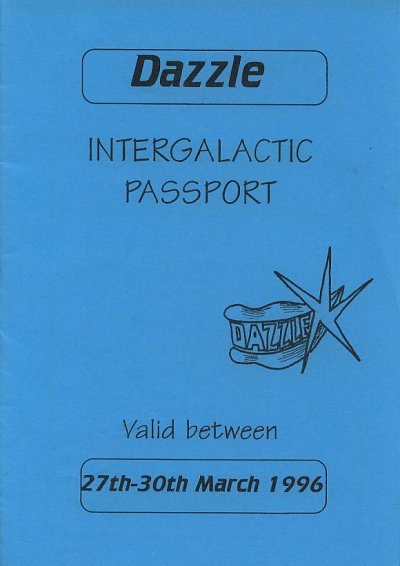 Dazzle
INTERGALACTIC
PASSPORT
DAZZLE
Valid between
27th-30th March 1996